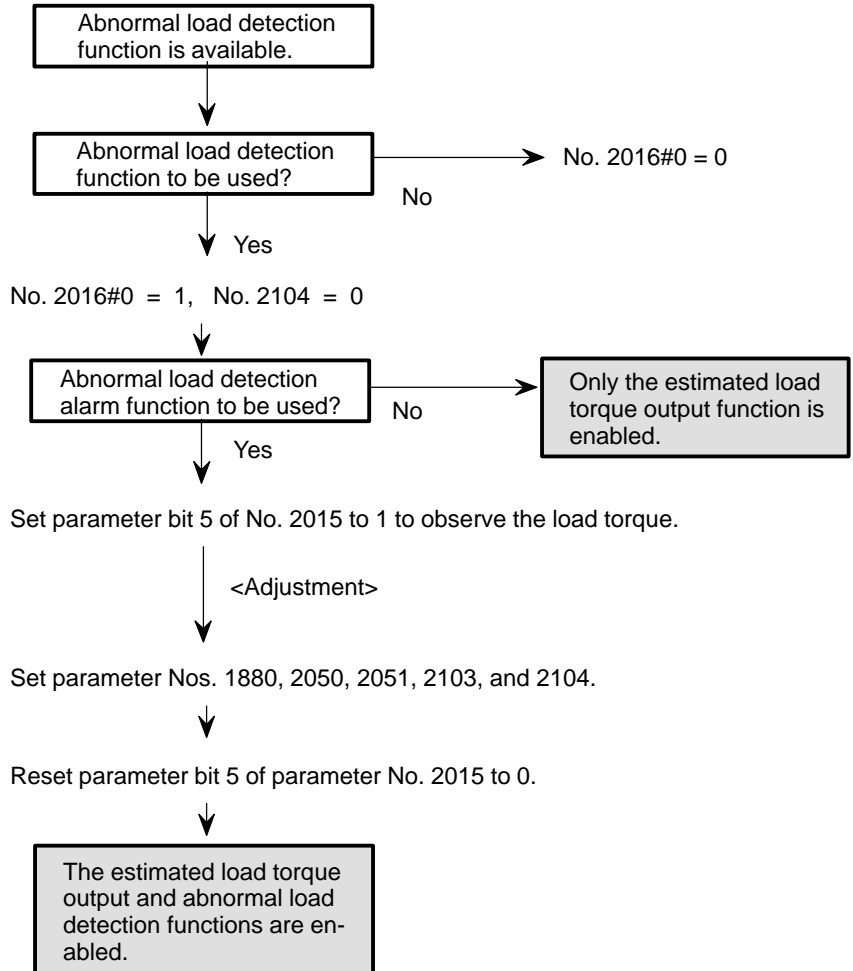 Abnormal load detection
function is available.
Abnormal load detection
function to be used?
No. 2016#0 = 0
No
Yes
No. 2016#0 = 1, No. 2104 = 0
Abnormal load detection
alarm function to be used?
No
Only the estimated load
torque output function is
enabled.
Yes
Set parameter bit 5 of No. 2015 to 1 to observe the load torque.
<Adjustment>
Set parameter Nos. 1880, 2050, 2051, 2103, and 2104.
Reset parameter bit 5 of parameter No. 2015 to 0.
The estimated load torque
output and abnormal load
detection functions are en-
abled.